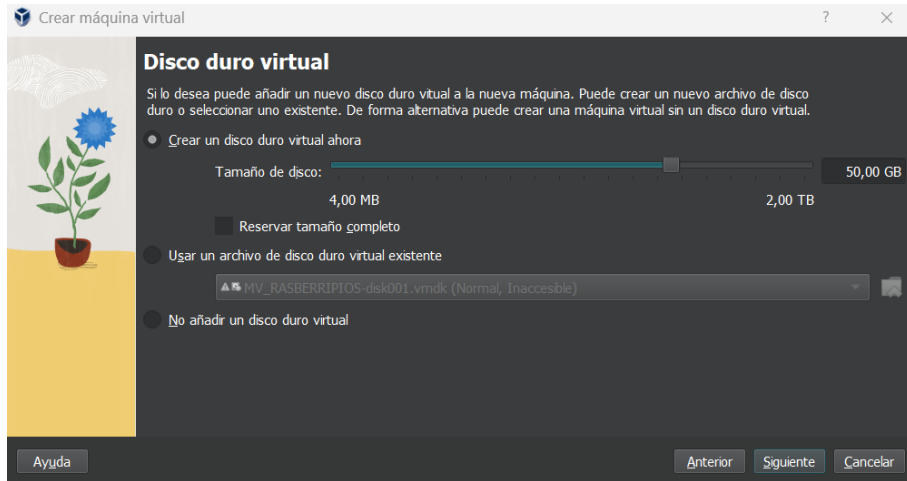 Crear máquina virtual
?
Disco duro virtual
Si lo desea puede añadir un nuevo disco duro vitual a la nueva máquina. Puede crear un nuevo archivo de disco
duro o seleccionar uno existente. De forma alternativa puede crear una máquina virtual sin un disco duro virtual.
Crear un disco duro virtual ahora
Tamaño de disco:
50,00 GB
4,00 MB
2,00 TB
Reservar tamaño completo
Usar un archivo de disco duro virtual existente
MV_RASBERRIPIOS-disk001.vmdk (Normal, Inaccesible)
No añadir un disco duro virtual
Ayuda
Anterior
Siguiente
Cancelar